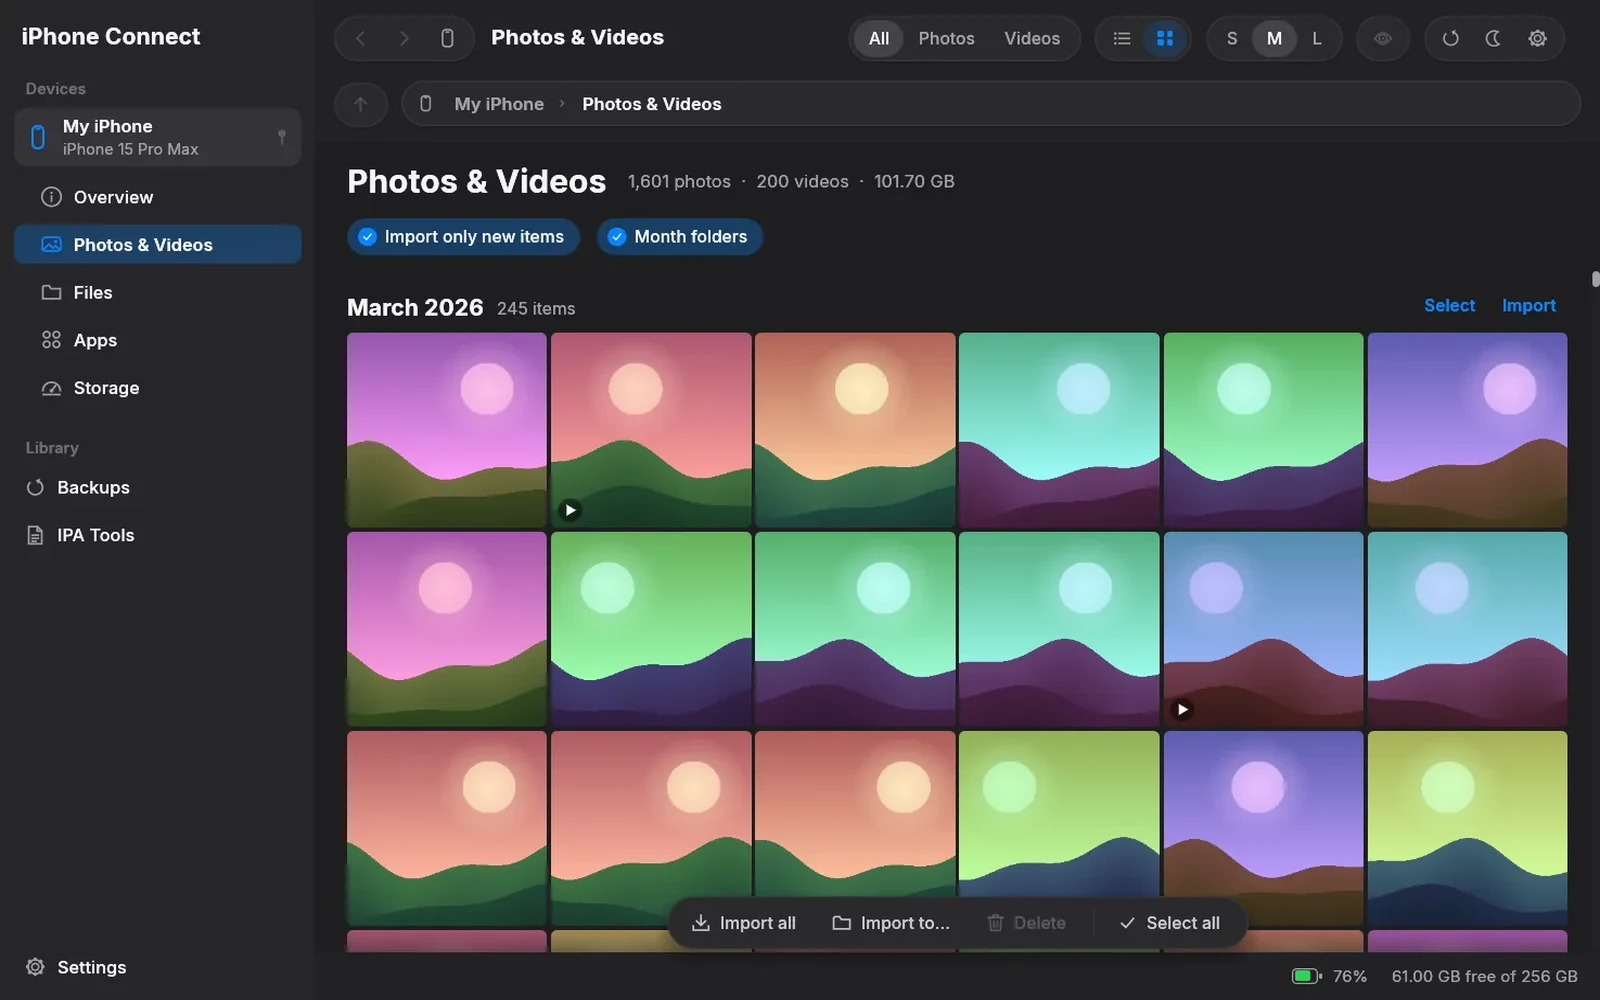 iPhone Connect
Devices
My iPhone
iPhone 15 Pro Max
Overview
Photos & Videos
Files
Apps
Storage
Library
Backups
IPA Tools
Settings
Photos & Videos
All Photos Videos
S M L
My iPhone › Photos & Videos
Photos & Videos 1,601 photos · 200 videos · 101.70 GB
Import only new items Month folders
March 2026 245 items Select Import
Import all Import to... Delete Select all
76% 61.00 GB free of 256 GB